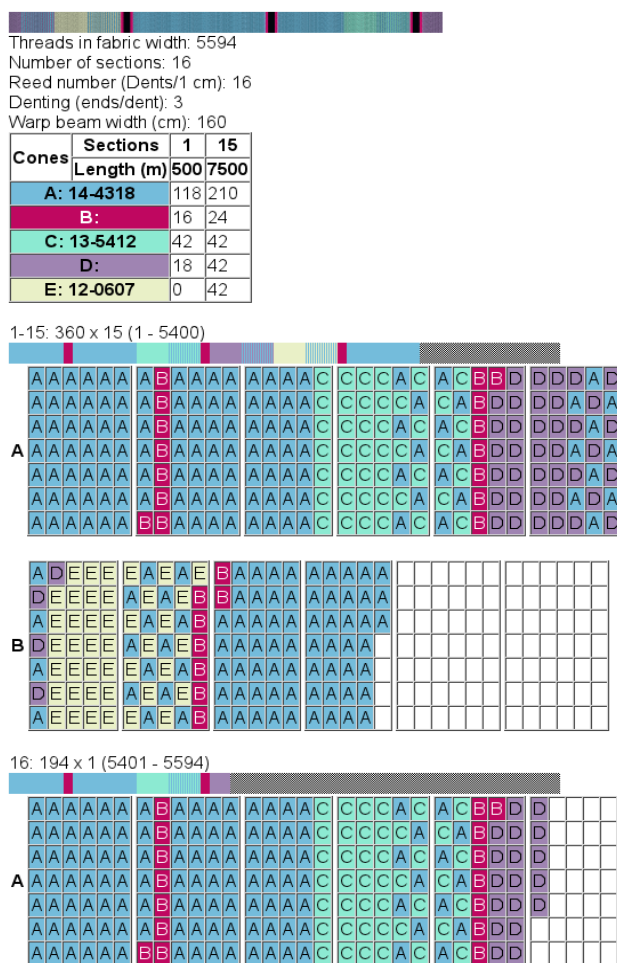 Threads in fabric width: 5594
Number of sections: 16
Reed number (Dents/1 cm): 16
Denting (ends/dent): 3
Warp beam width (cm): 160
Cones Sections 1 15
Length (m) 500 7500
A: 14-4318 118 210
B: 16 24
C: 13-5412 42 42
D: 18 42
E: 12-0607 0 42
1-15: 360 x 15 (1 - 5400)
A A A A A A A B A A A A A A A A C C C C A C A C B B D D D D A D
A A A A A A A B A A A A A A A A C C C C C A C A B D D D D A D A
A A A A A A A B A A A A A A A A C C C C A C A C B D D D D D A D
A
A A A A A A A B A A A A A A A A C C C C C A C A B D D D D A D A
A A A A A A A B A A A A A A A A C C C C A C A C B D D D D D A D
A A A A A A A B A A A A A A A A C C C C C A C A B D D D D A D A
A A A A A A B B A A A A A A A A C C C C A C A C B D D D D D A D
A D E E E E A E A E B A A A A A A A A A
D E E E E A E A E B B A A A A A A A A A
A E E E E E A E A B A A A A A A A A A A
B
D E E E E A E A E B A A A A A A A A A
A E E E E E A E A B A A A A A A A A A
D E E E E A E A E B A A A A A A A A A
A E E E E E A E A B A A A A A A A A A
16: 194 x 1 (5401 - 5594)
A A A A A A A B A A A A A A A A C C C C A C A C B B D D
A A A A A A A B A A A A A A A A C C C C C A C A B D D D
A A A A A A A B A A A A A A A A C C C C A C A C B D D D
A
A A A A A A A B A A A A A A A A C C C C C A C A B D D D
A A A A A A A B A A A A A A A A C C C C A C A C B D D D
A A A A A A A B A A A A A A A A C C C C C A C A B D D
A A A A A A B B A A A A A A A A C C C C A C A C B D D